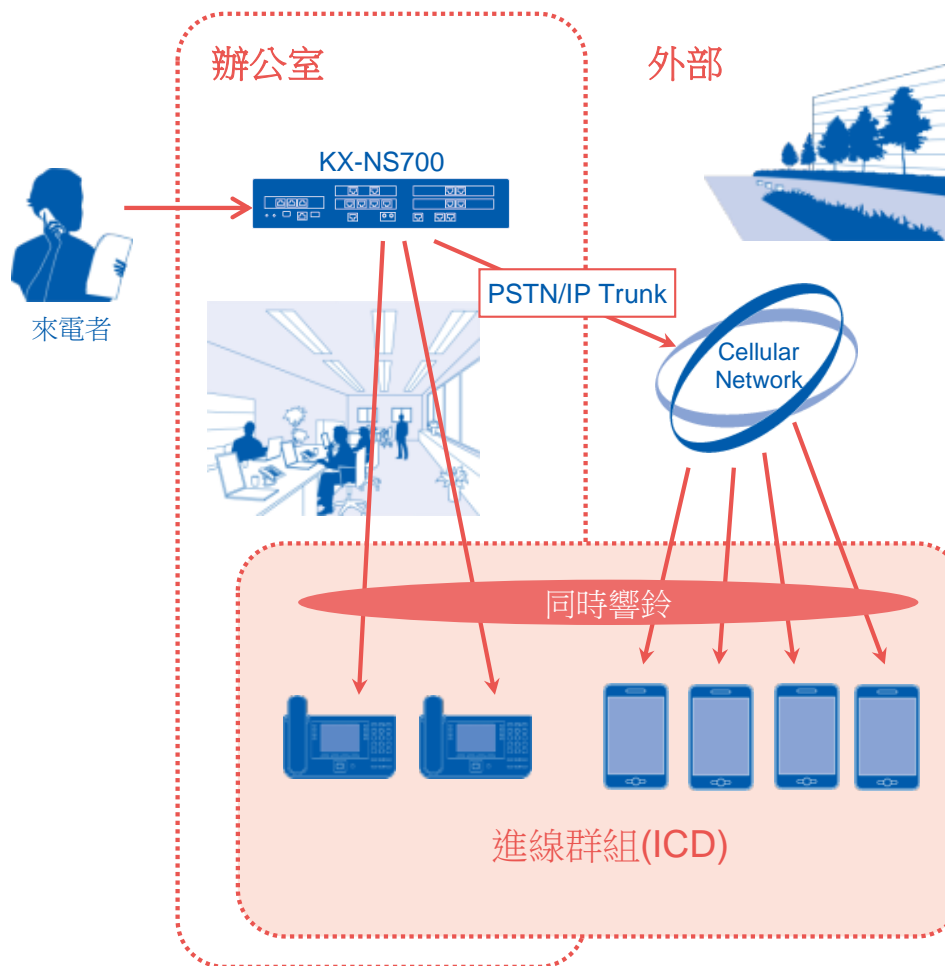 辦公室
外部
KX-NS700
來電者
PSTN/IP Trunk
Cellular
Network
同時響鈴
進線群組(ICD)